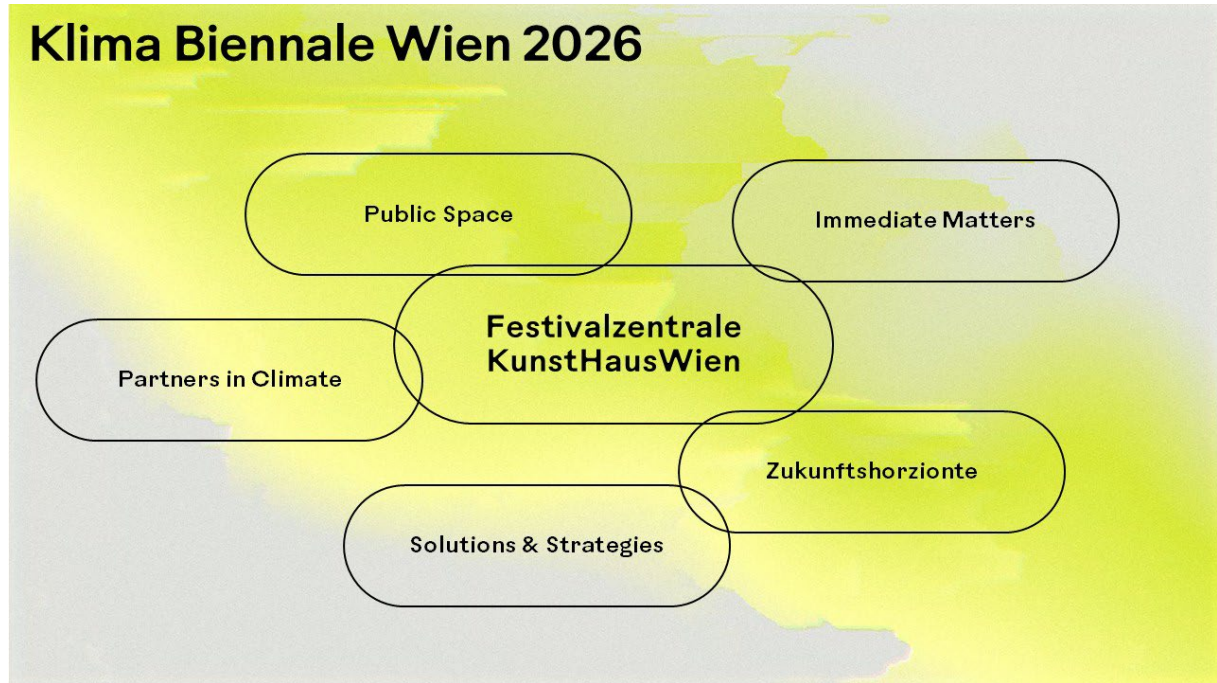 Klima Biennale Wien 2026
Public Space
Immediate Matters
Festivalzentrale
KunstHausWien
Partners in Climate
Zukunftshorzionte
Solutions & Strategies